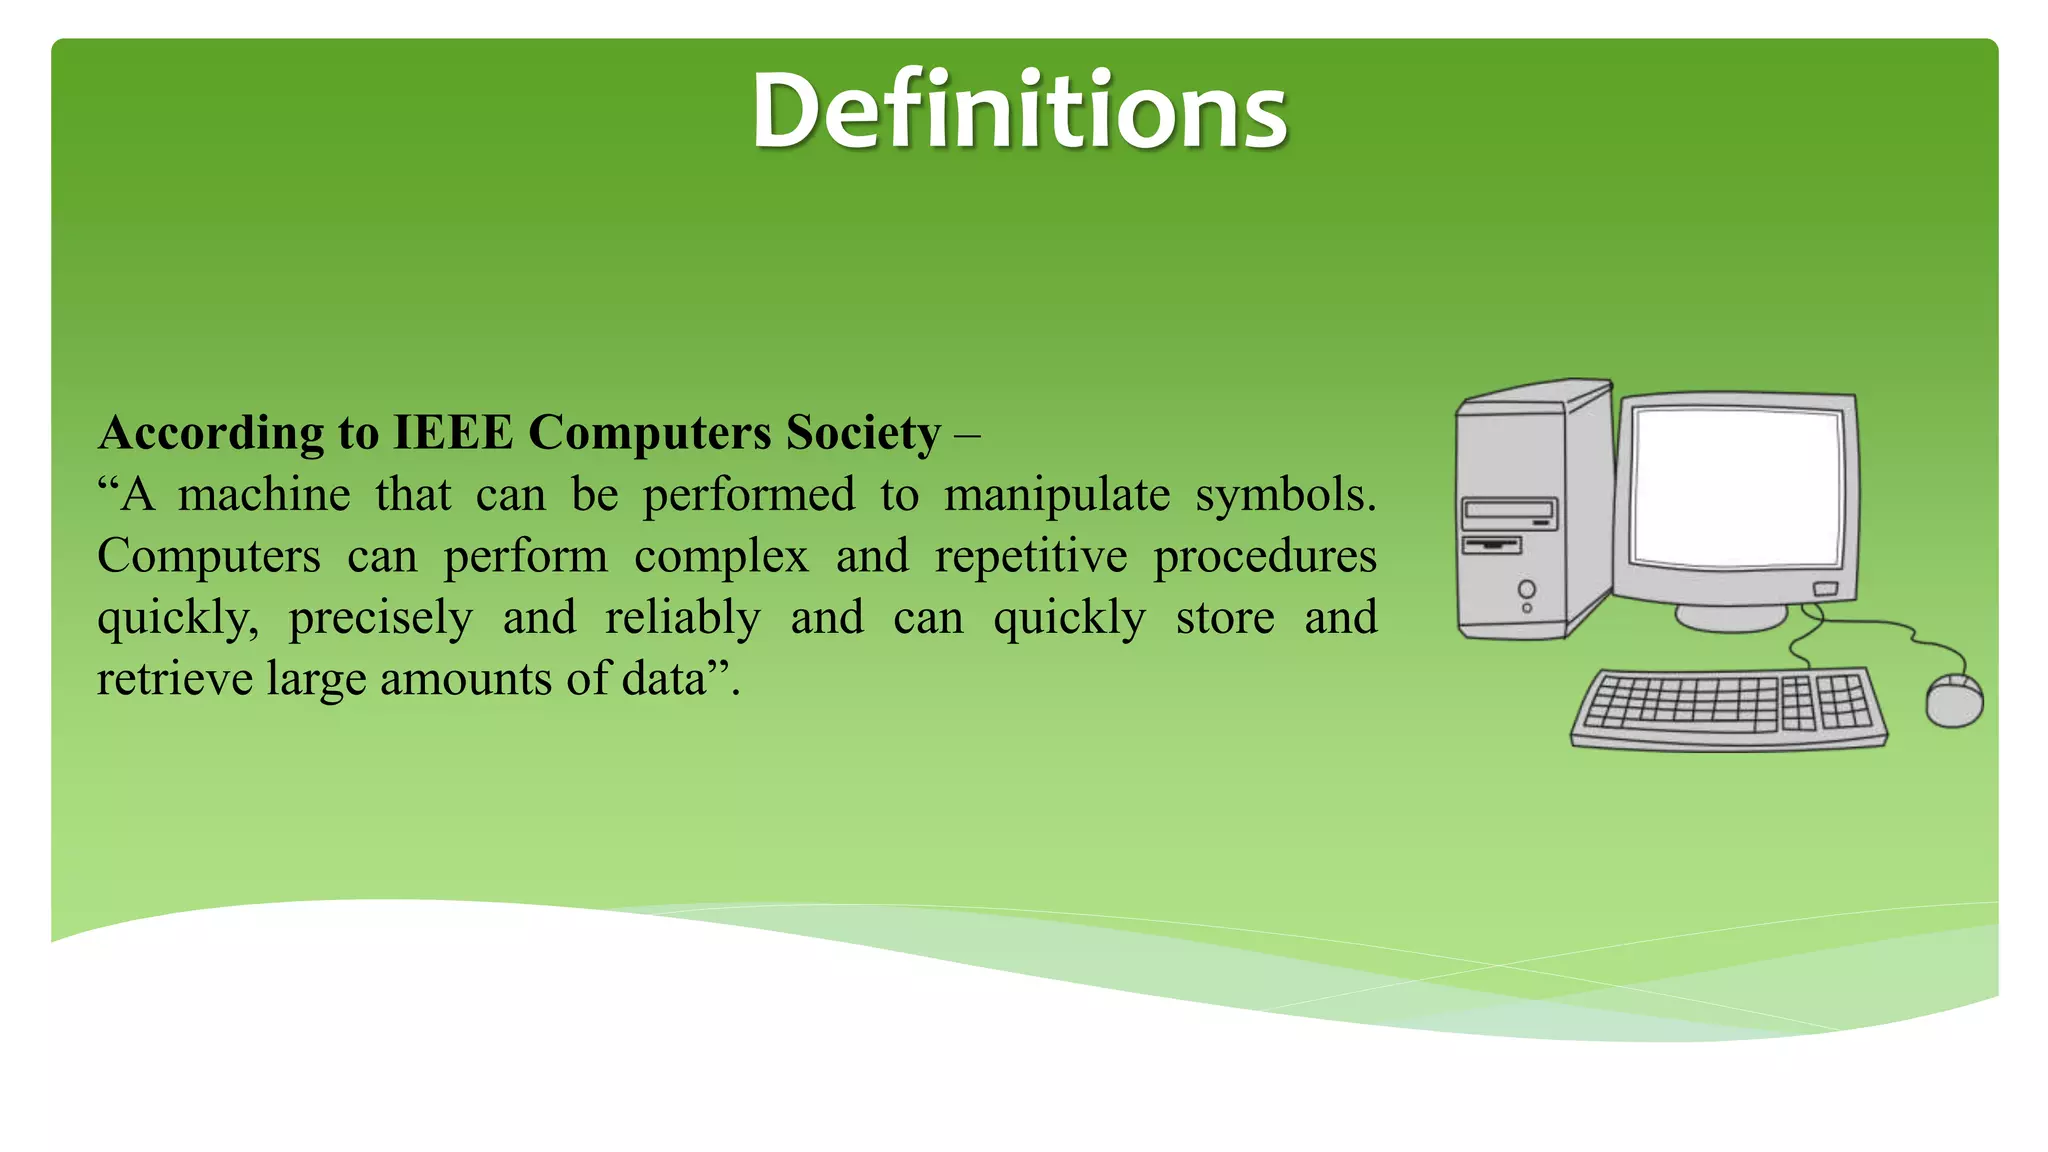 Definitions
According to IEEE Computers Society –
“A machine that can be performed to manipulate symbols.
Computers can perform complex and repetitive procedures
quickly, precisely and reliably and can quickly store and
retrieve large amounts of data”.